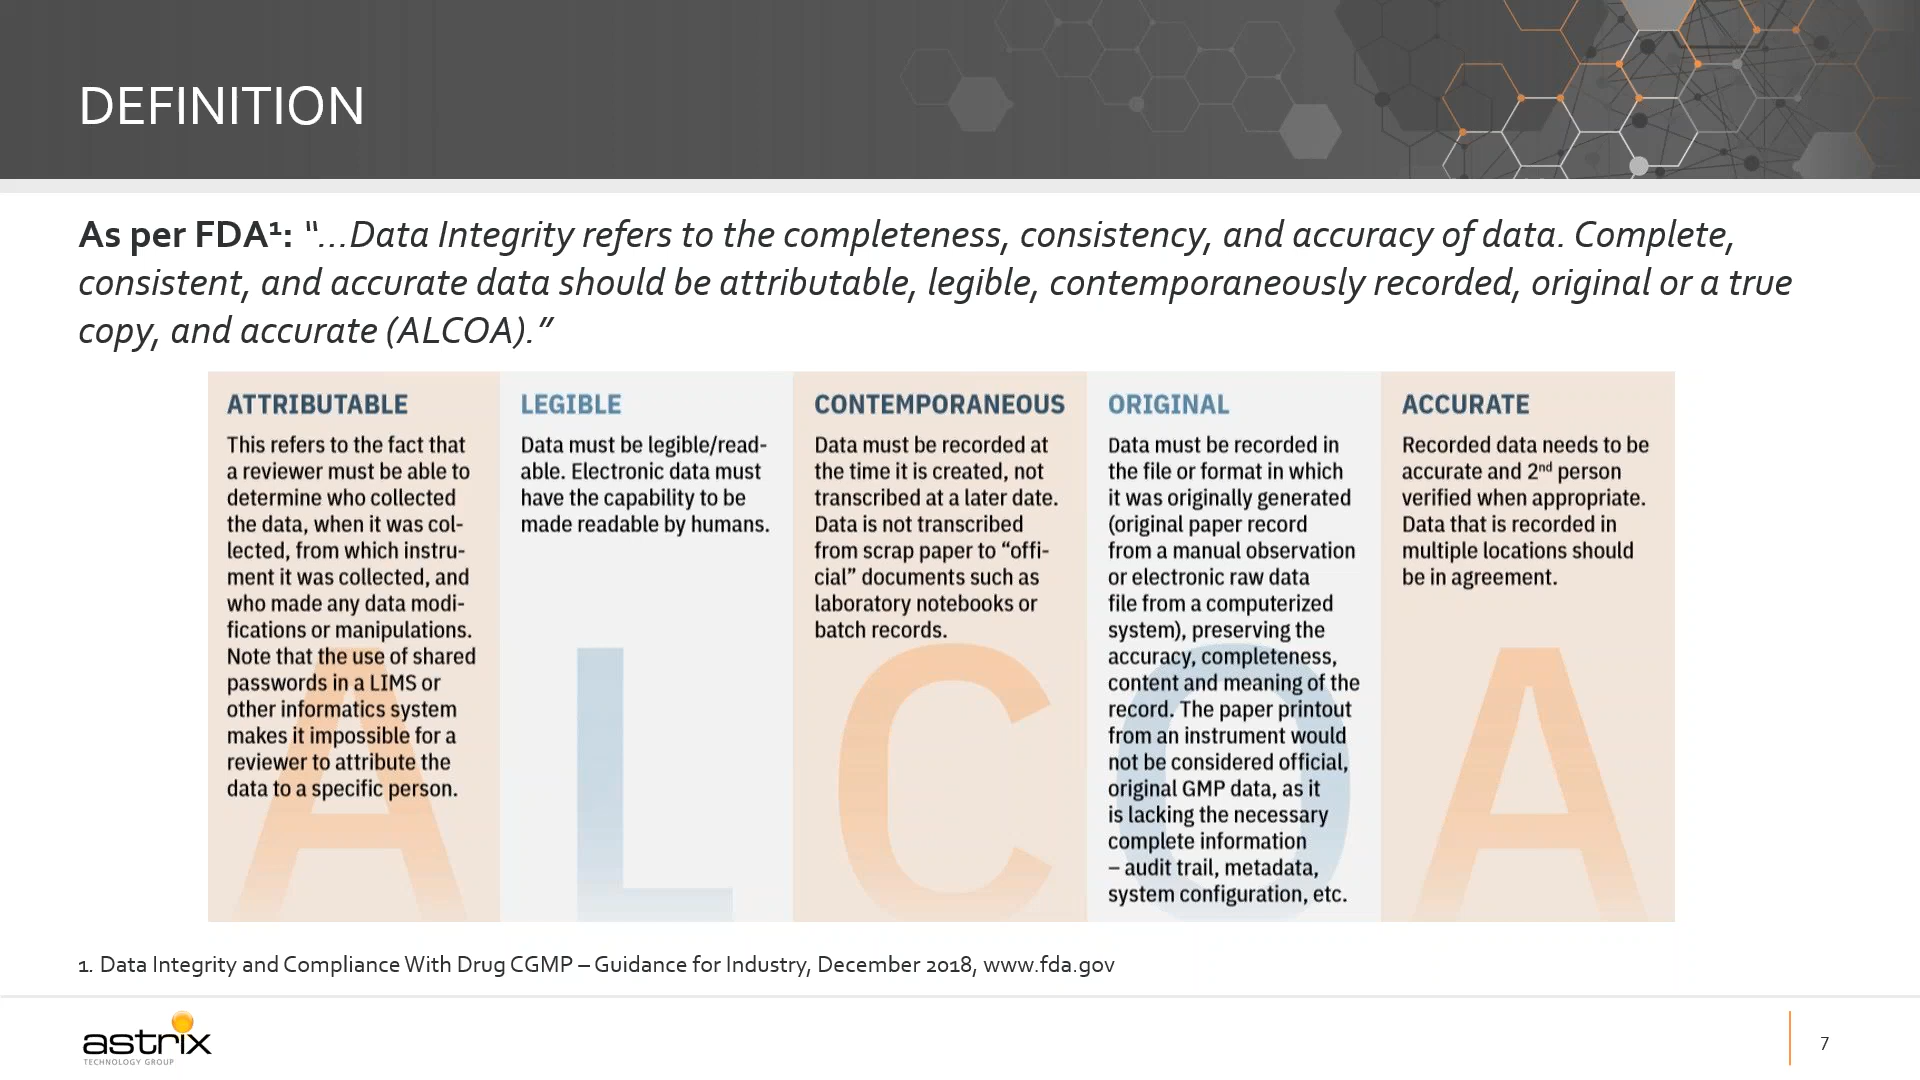 DEFINITION
As per FDA¹: “...Data Integrity refers to the completeness, consistency, and accuracy of data. Complete,
consistent, and accurate data should be attributable, legible, contemporaneously recorded, original or a true
copy, and accurate (ALCOA).”
ATTRIBUTABLE
This refers to the fact that
a reviewer must be able to
determine who collected
the data, when it was col-
lected, from which instru-
ment it was collected, and
who made any data modi-
fications or manipulations.
Note that the use of shared
passwords in a LIMS or
other informatics system
makes it impossible for a
reviewer to attribute the
data to a specific person.
A
LEGIBLE
Data must be legible/read-
able. Electronic data must
have the capability to be
made readable by humans.
L
CONTEMPORANEOUS
Data must be recorded at
the time it is created, not
transcribed at a later date.
Data is not transcribed
from scrap paper to “offi-
cial” documents such as
laboratory notebooks or
batch records.
C
ORIGINAL
Data must be recorded in
the file or format in which
it was originally generated
(original paper record
from a manual observation
or electronic raw data
file from a computerized
system), preserving the
accuracy, completeness,
content and meaning of the
record. The paper printout
from an instrument would
not be considered official,
original GMP data, as it
is lacking the necessary
complete information
– audit trail, metadata,
system configuration, etc.
O
ACCURATE
Recorded data needs to be
accurate and 2nd person
verified when appropriate.
Data that is recorded in
multiple locations should
be in agreement.
A
1. Data Integrity and Compliance With Drug CGMP – Guidance for Industry, December 2018, www.fda.gov
astrix
TECHNOLOGY GROUP
7